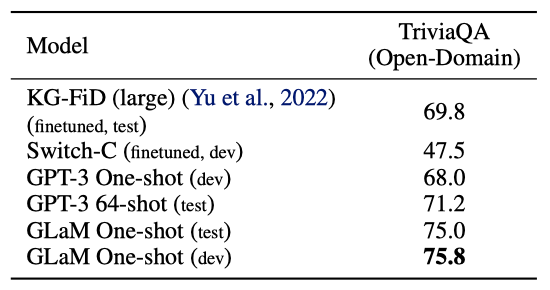 Model TriviaQA
(Open-Domain)
KG-FiD (large) (Yu et al., 2022)
(finetuned, test) 69.8
Switch-C (finetuned, dev) 47.5
GPT-3 One-shot (dev) 68.0
GPT-3 64-shot (test) 71.2
GLaM One-shot (test) 75.0
GLaM One-shot (dev) 75.8